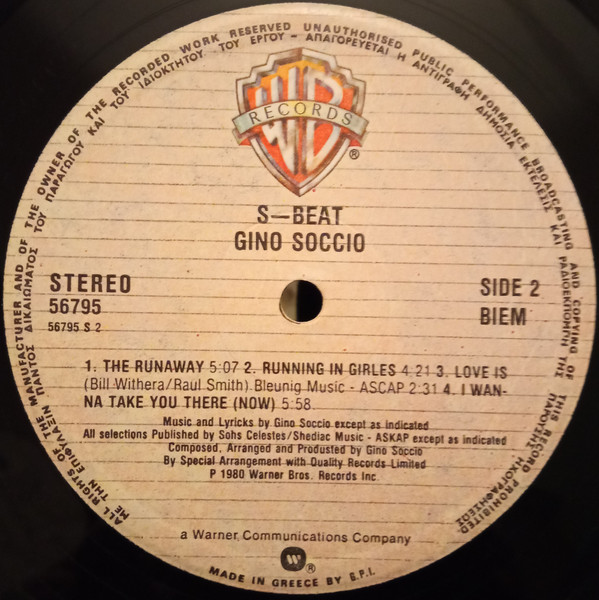 ALL RIGHTS OF THE MANUFACTURER AND OF THE OWNER OF THE RECORDED WORK RESERVED UNAUTHORISED PUBLIC PERFORMANCE BROADCASTING AND COPYING OF THIS RECORD PROHIBITED.
ΜΕ ΤΗΝ ΕΠΙΦΥΛΑΞΙΝ ΠΑΝΤΟΣ ΔΙΚΑΙΩΜΑΤΟΣ ΤΟΥ ΠΑΡΑΓΩΓΟΥ ΚΑΙ ΤΟΥ ΙΔΙΟΚΤΗΤΟΥ ΤΟΥ ΕΡΓΟΥ - ΑΠΑΓΟΡΕΥΕΤΑΙ Η ΑΝΤΙΓΡΑΦΗ ΔΗΜΟΣΙΑ ΕΚΤΕΛΕΣΙΣ ΚΑΙ ΡΑΔΙΟΕΚΠΟΜΠΗ ΤΗΣ ΠΑΡΟΥΣΗΣ ΗΧΟΓΡΑΦΗΣΕΩΣ
WB
RECORDS
®
S—BEAT
GINO SOCCIO
STEREO
56795
56795 S 2
SIDE 2
BIEM
1. THE RUNAWAY 5:07 2. RUNNING IN GIRLES 4.21 3. LOVE IS
(Bill Withera/Raul Smith) Bleunig Music - ASCAP 2:31 4. I WAN-
NA TAKE YOU THERE (NOW) 5:58
Music and Lyricks by Gino Soccio except as indicated
All selections Published by Sohs Celestes/Shediac Music - ASKAP except as indicated
Composed, Arranged and Produsted by Gino Soccio
By Special Arrangement with Quality Records Limited
P 1980 Warner Bros. Records Inc.
a Warner Communications Company
®
MADE IN GREECE BY G.P.I.